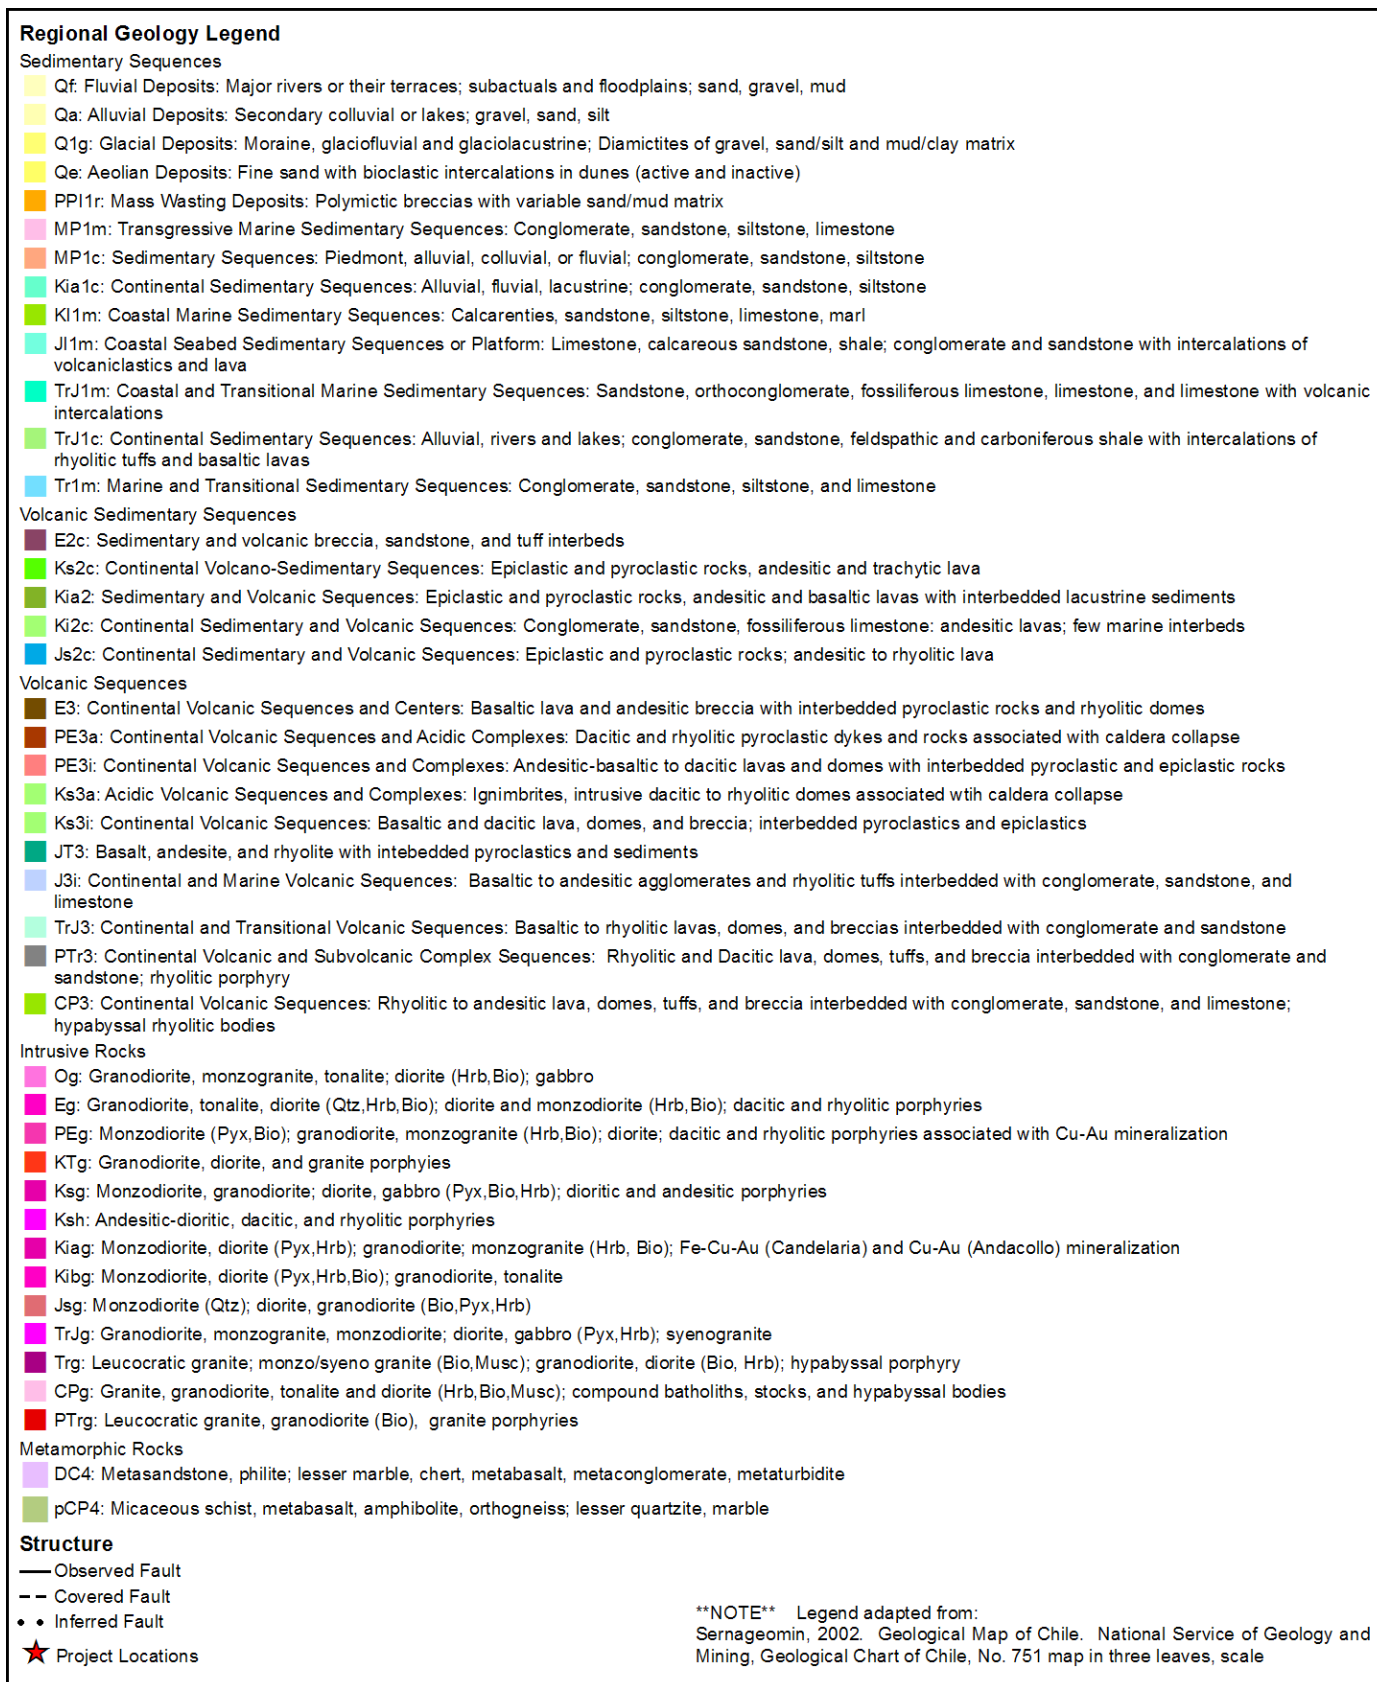 Regional Geology Legend
Sedimentary Sequences
Qf: Fluvial Deposits: Major rivers or their terraces; subactuals and floodplains; sand, gravel, mud
Qa: Alluvial Deposits: Secondary colluvial or lakes; gravel, sand, silt
Q1g: Glacial Deposits: Moraine, glaciofluvial and glaciolacustrine; Diamictites of gravel, sand/silt and mud/clay matrix
Qe: Aeolian Deposits: Fine sand with bioclastic intercalations in dunes (active and inactive)
PPI1r: Mass Wasting Deposits: Polymictic breccias with variable sand/mud matrix
MP1m: Transgressive Marine Sedimentary Sequences: Conglomerate, sandstone, siltstone, limestone
MP1c: Sedimentary Sequences: Piedmont, alluvial, colluvial, or fluvial; conglomerate, sandstone, siltstone
Kia1c: Continental Sedimentary Sequences: Alluvial, fluvial, lacustrine; conglomerate, sandstone, siltstone
KI1m: Coastal Marine Sedimentary Sequences: Calcarenties, sandstone, siltstone, limestone, marl
JI1m: Coastal Seabed Sedimentary Sequences or Platform: Limestone, calcareous sandstone, shale; conglomerate and sandstone with intercalations of
volcaniclastics and lava
TrJ1m: Coastal and Transitional Marine Sedimentary Sequences: Sandstone, orthoconglomerate, fossiliferous limestone, limestone, and limestone with volcanic
intercalations
TrJ1c: Continental Sedimentary Sequences: Alluvial, rivers and lakes; conglomerate, sandstone, feldspathic and carboniferous shale with intercalations of
rhyolitic tuffs and basaltic lavas
Tr1m: Marine and Transitional Sedimentary Sequences: Conglomerate, sandstone, siltstone, and limestone
Volcanic Sedimentary Sequences
E2c: Sedimentary and volcanic breccia, sandstone, and tuff interbeds
Ks2c: Continental Volcano-Sedimentary Sequences: Epiclastic and pyroclastic rocks, andesitic and trachytic lava
Kia2: Sedimentary and Volcanic Sequences: Epiclastic and pyroclastic rocks, andesitic and basaltic lavas with interbedded lacustrine sediments
Ki2c: Continental Sedimentary and Volcanic Sequences: Conglomerate, sandstone, fossiliferous limestone: andesitic lavas; few marine interbeds
Js2c: Continental Sedimentary and Volcanic Sequences: Epiclastic and pyroclastic rocks; andesitic to rhyolitic lava
Volcanic Sequences
E3: Continental Volcanic Sequences and Centers: Basaltic lava and andesitic breccia with interbedded pyroclastic rocks and rhyolitic domes
PE3a: Continental Volcanic Sequences and Acidic Complexes: Dacitic and rhyolitic pyroclastic dykes and rocks associated with caldera collapse
PE3i: Continental Volcanic Sequences and Complexes: Andesitic-basaltic to dacitic lavas and domes with interbedded pyroclastic and epiclastic rocks
Ks3a: Acidic Volcanic Sequences and Complexes: Ignimbrites, intrusive dacitic to rhyolitic domes associated wtih caldera collapse
Ks3i: Continental Volcanic Sequences: Basaltic and dacitic lava, domes, and breccia; interbedded pyroclastics and epiclastics
JT3: Basalt, andesite, and rhyolite with intebedded pyroclastics and sediments
J3i: Continental and Marine Volcanic Sequences: Basaltic to andesitic agglomerates and rhyolitic tuffs interbedded with conglomerate, sandstone, and
limestone
TrJ3: Continental and Transitional Volcanic Sequences: Basaltic to rhyolitic lavas, domes, and breccias interbedded with conglomerate and sandstone
PTr3: Continental Volcanic and Subvolcanic Complex Sequences: Rhyolitic and Dacitic lava, domes, tuffs, and breccia interbedded with conglomerate and
sandstone; rhyolitic porphyry
CP3: Continental Volcanic Sequences: Rhyolitic to andesitic lava, domes, tuffs, and breccia interbedded with conglomerate, sandstone, and limestone;
hypabyssal rhyolitic bodies
Intrusive Rocks
Og: Granodiorite, monzogranite, tonalite; diorite (Hrb,Bio); gabbro
Eg: Granodiorite, tonalite, diorite (Qtz,Hrb,Bio); diorite and monzodiorite (Hrb,Bio); dacitic and rhyolitic porphyries
PEg: Monzodiorite (Pyx,Bio); granodiorite, monzogranite (Hrb,Bio); diorite; dacitic and rhyolitic porphyries associated with Cu-Au mineralization
KTg: Granodiorite, diorite, and granite porphyies
Ksg: Monzodiorite, granodiorite; diorite, gabbro (Pyx,Bio,Hrb); dioritic and andesitic porphyries
Ksh: Andesitic-dioritic, dacitic, and rhyolitic porphyries
Kiag: Monzodiorite, diorite (Pyx,Hrb); granodiorite; monzogranite (Hrb, Bio); Fe-Cu-Au (Candelaria) and Cu-Au (Andacollo) mineralization
Kibg: Monzodiorite, diorite (Pyx,Hrb,Bio); granodiorite, tonalite
Jsg: Monzodiorite (Qtz); diorite, granodiorite (Bio,Pyx,Hrb)
TrJg: Granodiorite, monzogranite, monzodiorite; diorite, gabbro (Pyx,Hrb); syenogranite
Trg: Leucocratic granite; monzo/syeno granite (Bio,Musc); granodiorite, diorite (Bio, Hrb); hypabyssal porphyry
CPg: Granite, granodiorite, tonalite and diorite (Hrb,Bio,Musc); compound batholiths, stocks, and hypabyssal bodies
PTrg: Leucocratic granite, granodiorite (Bio), granite porphyries
Metamorphic Rocks
DC4: Metasandstone, philite; lesser marble, chert, metabasalt, metaconglomerate, metaturbidite
pCP4: Micaceous schist, metabasalt, amphibolite, orthogneiss; lesser quartzite, marble
Structure
Observed Fault
Covered Fault
Inferred Fault
Project Locations
**NOTE** Legend adapted from:
Sernageomin, 2002. Geological Map of Chile. National Service of Geology and
Mining, Geological Chart of Chile, No. 751 map in three leaves, scale